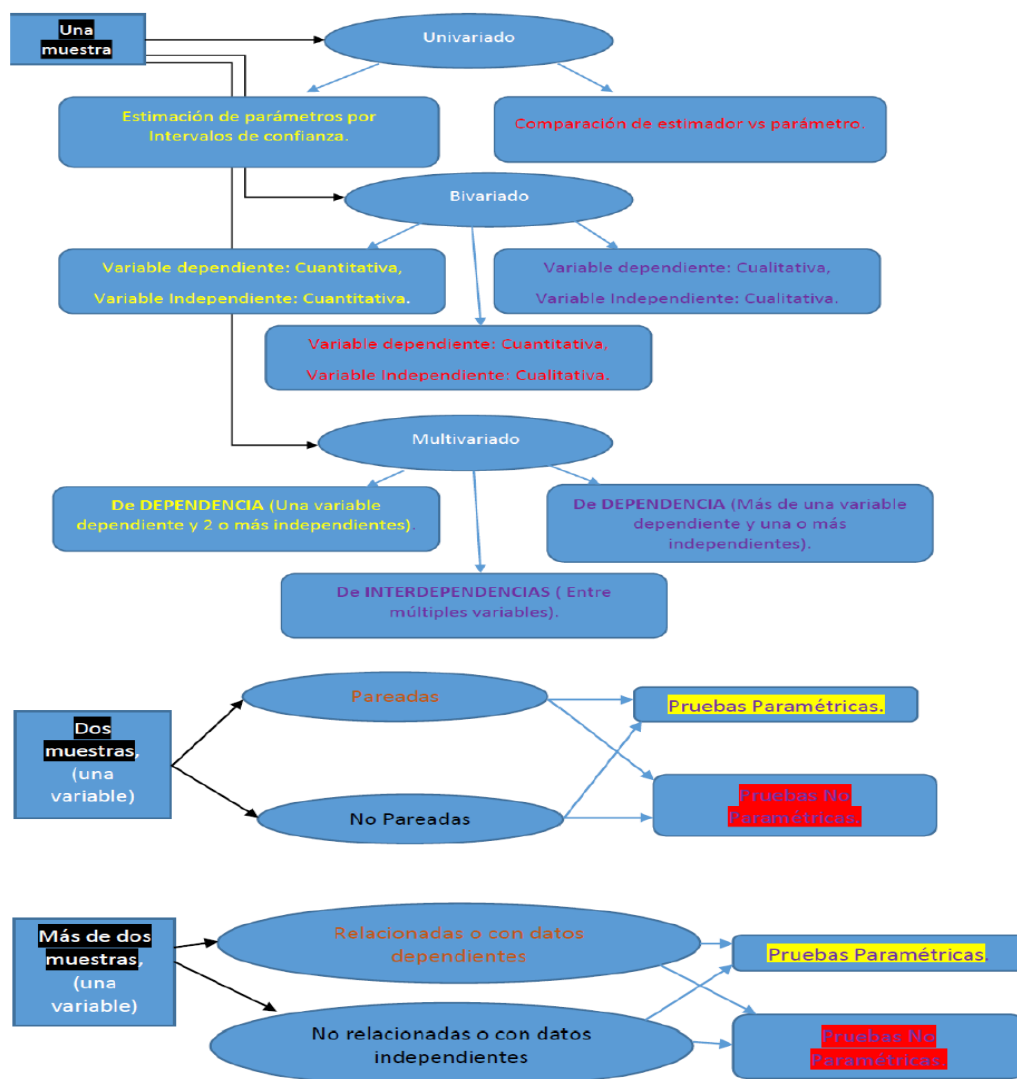 Una
muestra
Univariado
Estimación de parámetros por
Intervalos de confianza.
Comparación de estimador vs parámetro.
Bivariado
Variable dependiente: Cuantitativa,
Variable Independiente: Cuantitativa.
Variable dependiente: Cualitativa,
Variable Independiente: Cualitativa.
Variable dependiente: Cuantitativa,
Variable Independiente: Cualitativa.
Multivariado
De DEPENDENCIA (Una variable
dependiente y 2 o más independientes).
De DEPENDENCIA (Más de una variable
dependiente y una o más
independientes).
De INTERDEPENDENCIAS ( Entre
múltiples variables).
Dos
muestras,
(una
variable)
Pareadas
No Pareadas
Pruebas Paramétricas.
Pruebas No
Paramétricas.
Más de dos
muestras,
(una
variable)
Relacionadas o con datos
dependientes
No relacionadas o con datos
independientes
Pruebas Paramétricas.
Pruebas No
Paramétricas.